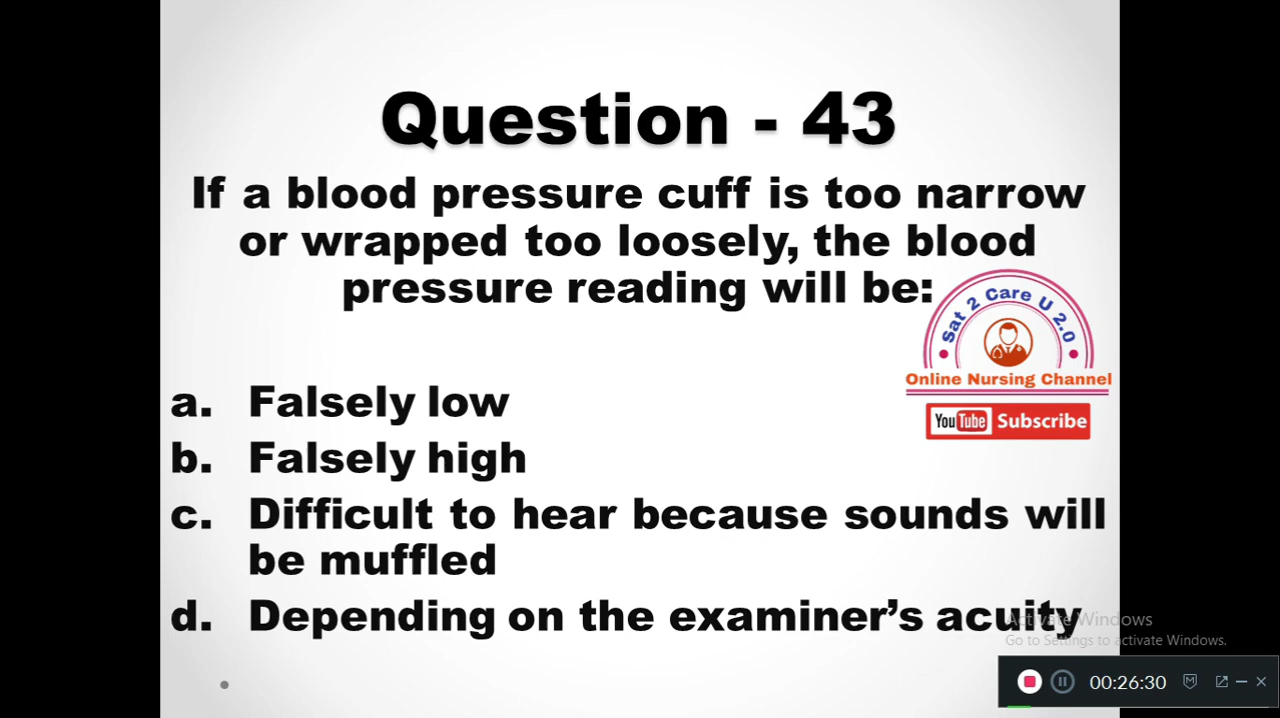 Question - 43
If a blood pressure cuff is too narrow
or wrapped too loosely, the blood
pressure reading will be:
Sat 2 Care U 2.0
Online Nursing Channel
YouTube Subscribe
a. Falsely low
b. Falsely high
c. Difficult to hear because sounds will
be muffled
d. Depending on the examiner’s acuity
Activate Windows
Go to Settings to activate Windows.
00:26:30